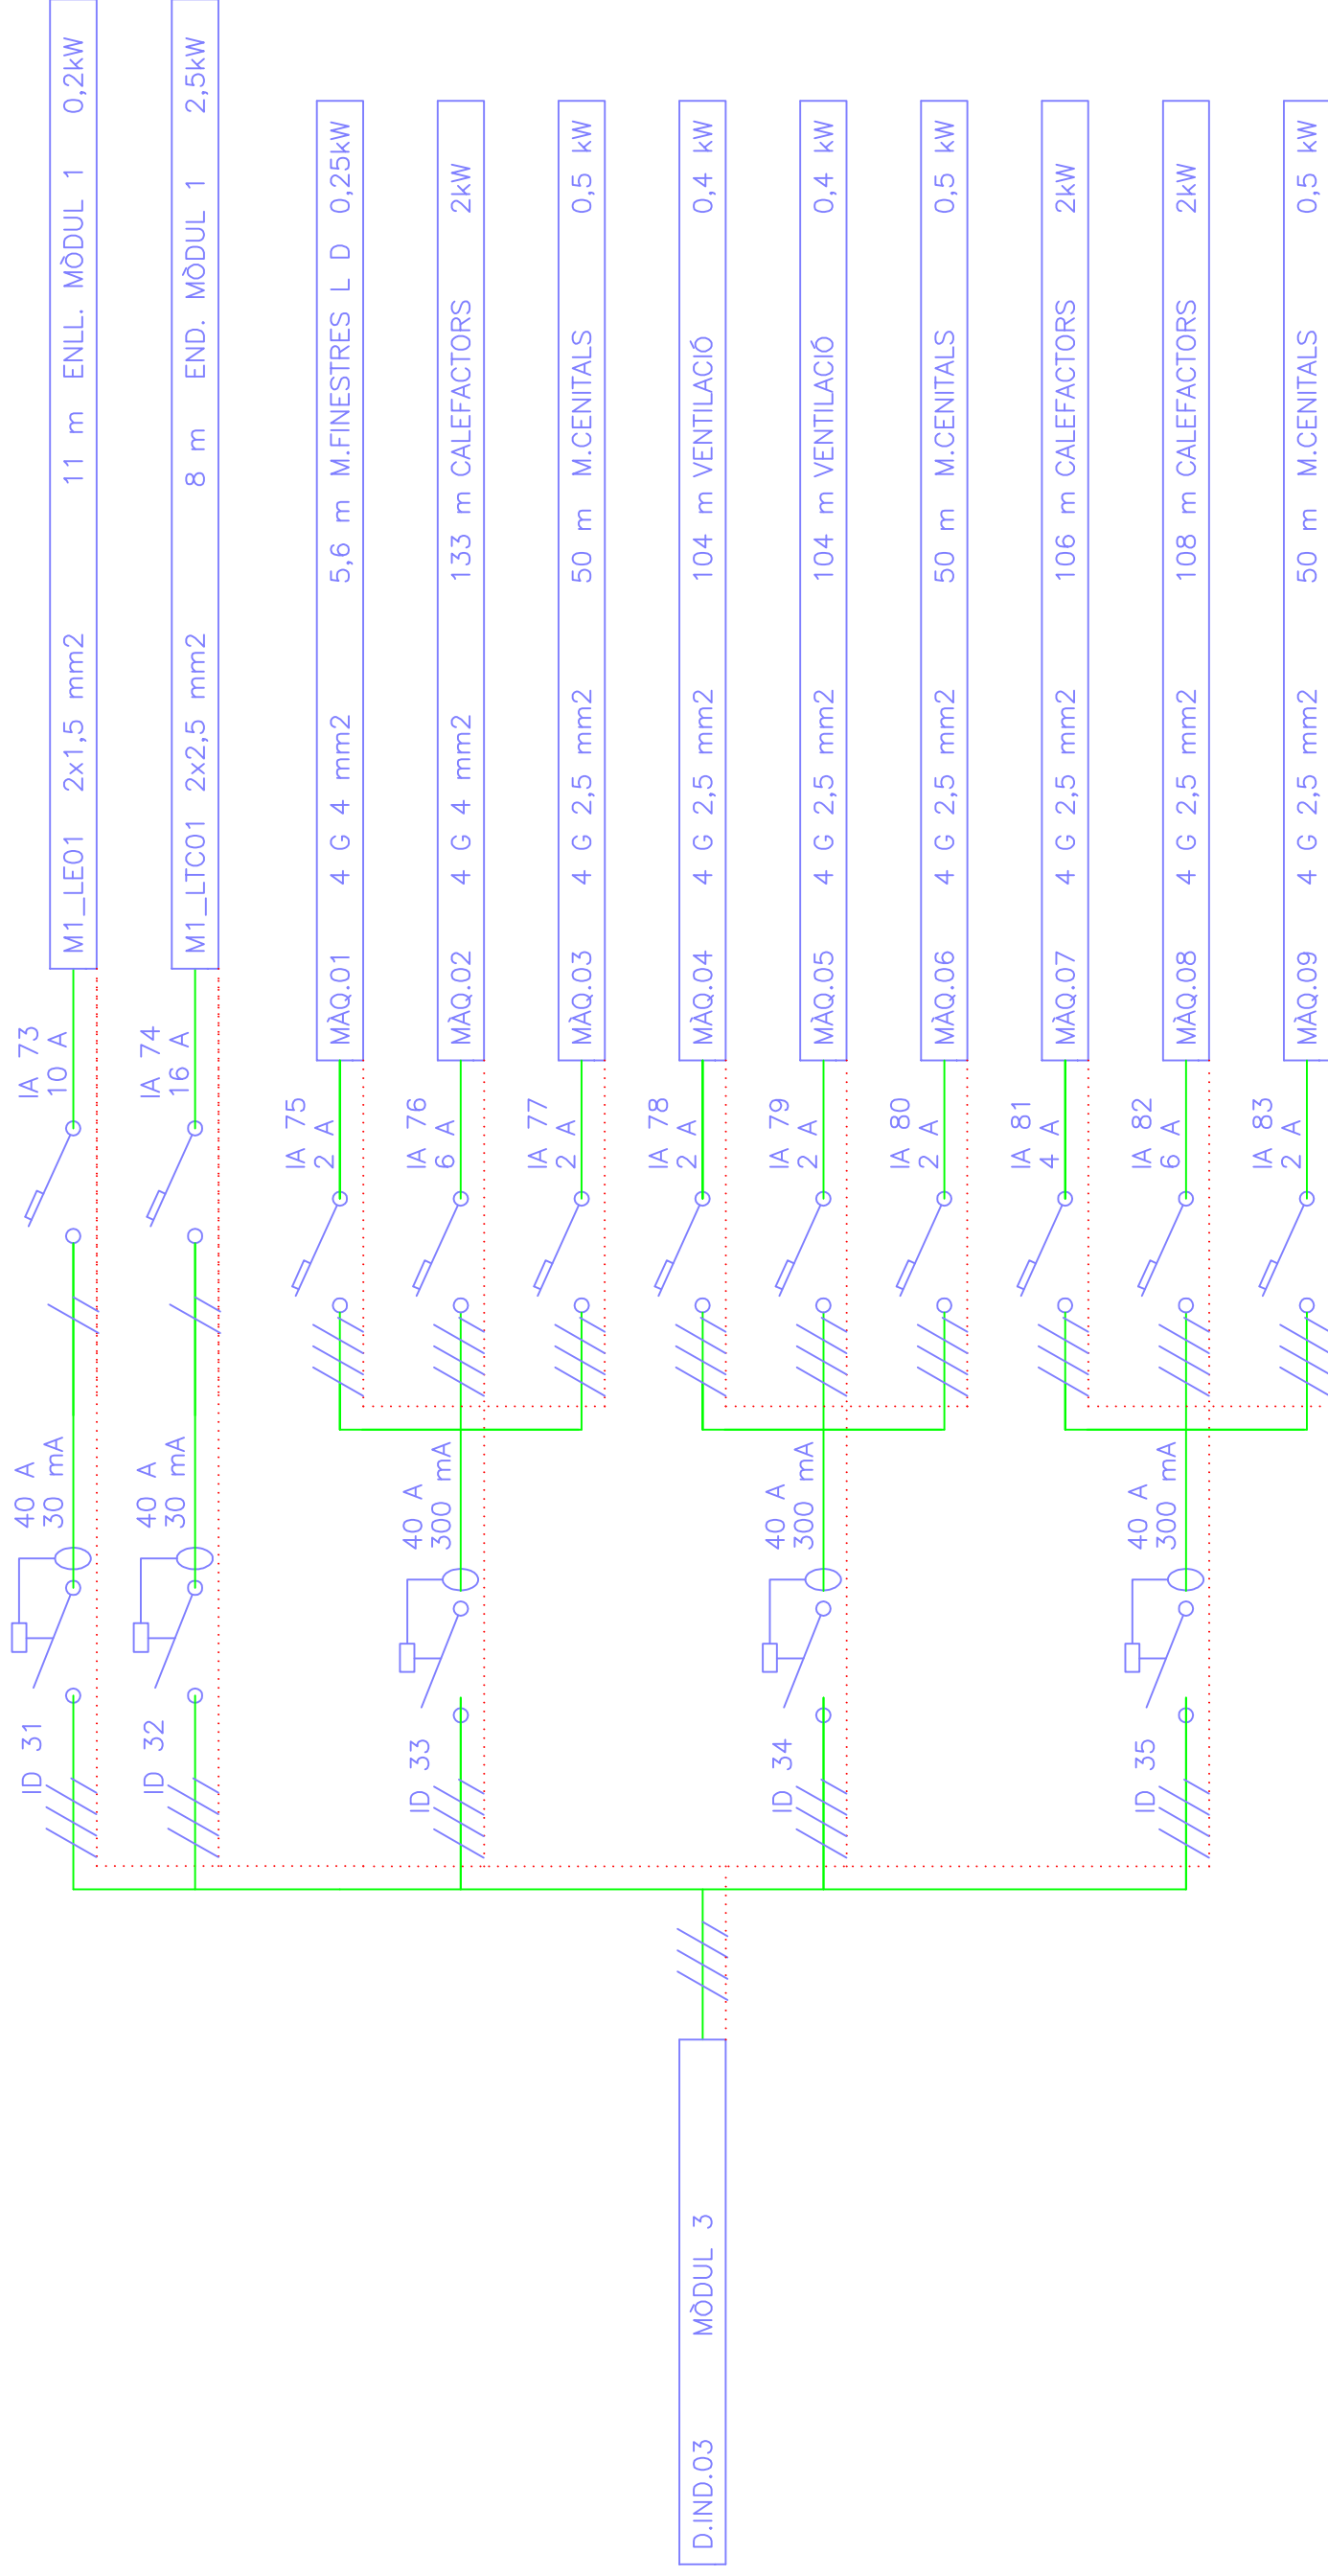 M1_LE01 2x1,5 mm2 11 m ENLL. MÒDUL 1 0,2kW
IA 73
10 A
40 A
30 mA
ID 31
M1_LTC01 2x2,5 mm2 8 m END. MÒDUL 1 2,5kW
IA 74
16 A
40 A
30 mA
ID 32
MÀQ.01 4 G 4 mm2 5,6 m M.FINESTRES L D 0,25kW
IA 75
2 A
MÀQ.02 4 G 4 mm2 133 m CALEFACTORS 2kW
IA 76
6 A
40 A
300 mA
ID 33
MÀQ.03 4 G 2,5 mm2 50 m M.CENITALS 0,5 kW
IA 77
2 A
MÀQ.04 4 G 2,5 mm2 104 m VENTILACIÓ 0,4 kW
IA 78
2 A
MÀQ.05 4 G 2,5 mm2 104 m VENTILACIÓ 0,4 kW
IA 79
2 A
40 A
300 mA
ID 34
MÀQ.06 4 G 2,5 mm2 50 m M.CENITALS 0,5 kW
IA 80
2 A
MÀQ.07 4 G 2,5 mm2 106 m CALEFACTORS 2kW
IA 81
4 A
MÀQ.08 4 G 2,5 mm2 108 m CALEFACTORS 2kW
IA 82
6 A
40 A
300 mA
ID 35
MÀQ.09 4 G 2,5 mm2 50 m M.CENITALS 0,5 kW
IA 83
2 A
D.IND.03 MÒDUL 3